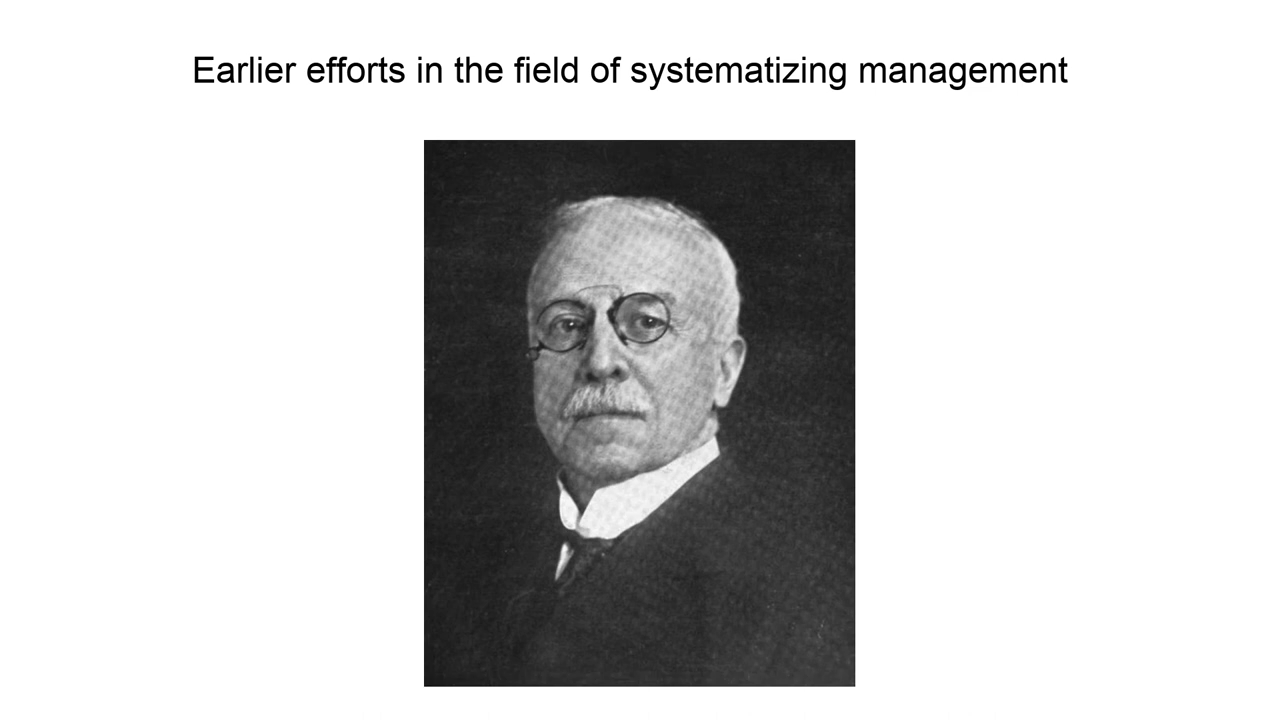 Earlier efforts in the field of systematizing management